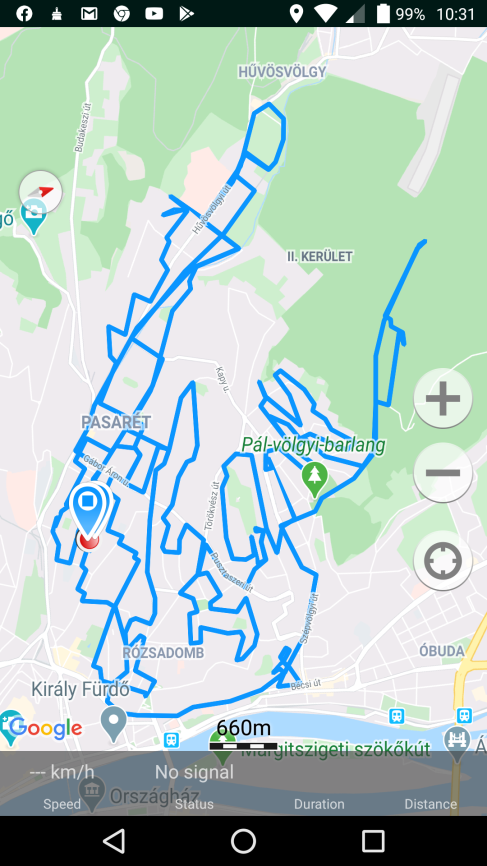 99% 10:31
HŰVÖSVÖLGY
Budakeszi út
Hűvösvölgyi út
gő
II. KERÜLET
Kapy u.
PASARÉT
Pál-völgyi-barlang
Gábor Áron u.
Törökvész út
Pusztaszeri út
Szépvölgyi út
RÓZSADOMB
ÓBUDA
Király Fürdő
Bécsi út
Google
660m
Margitszigeti szökőkút
Á
--- km/h
No signal
Országház
Speed
Status
Duration
Distance